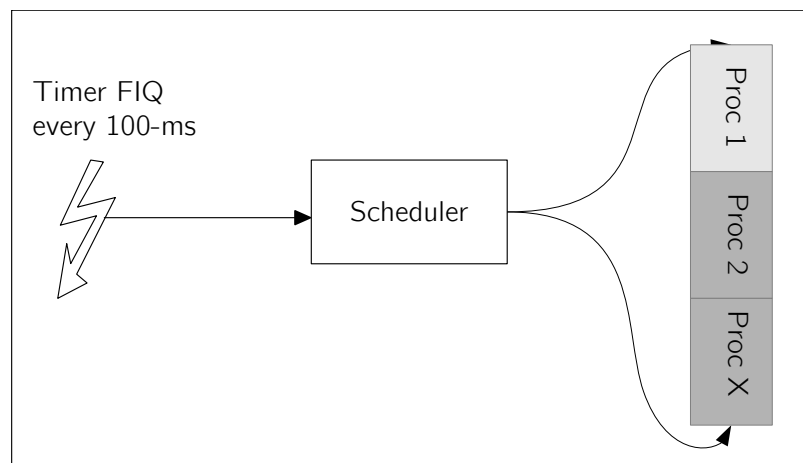 Timer FIQ
every 100-ms
Scheduler
Proc 1
Proc 2
Proc X